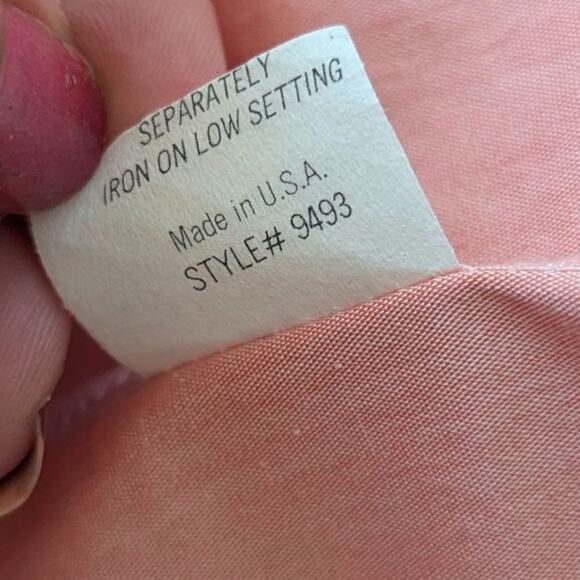 SEPARATELY
IRON ON LOW SETTING
Made in U.S.A.
STYLE# 9493